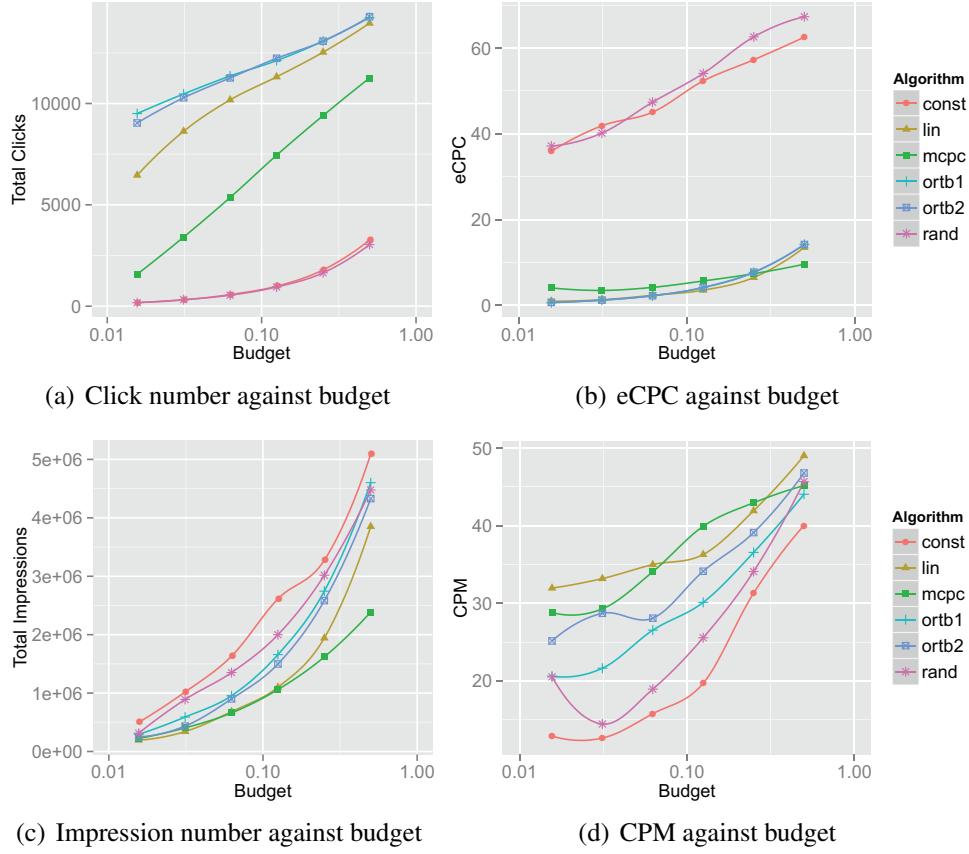 Total Clicks
10000
5000
0
0.01
0.10
1.00
Budget
(a) Click number against budget
eCPC
60
40
20
0
0.01
0.10
1.00
Budget
(b) eCPC against budget
Algorithm
const
lin
mcpc
ortb1
ortb2
rand
Total Impressions
5e+06
4e+06
3e+06
2e+06
1e+06
0e+00
0.01
0.10
1.00
Budget
(c) Impression number against budget
CPM
50
40
30
20
0.01
0.10
1.00
Budget
(d) CPM against budget
Algorithm
const
lin
mcpc
ortb1
ortb2
rand